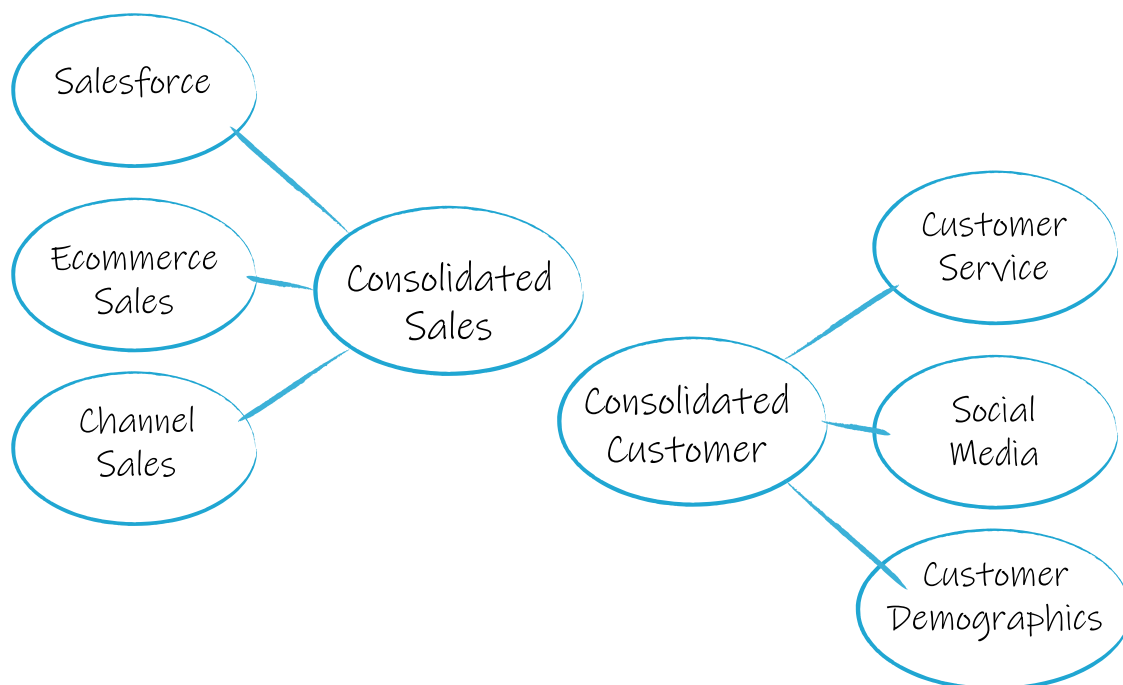 Salesforce
Ecommerce
Sales
Channel
Sales
Consolidated
Sales
Consolidated
Customer
Customer
Service
Social
Media
Customer
Demographics